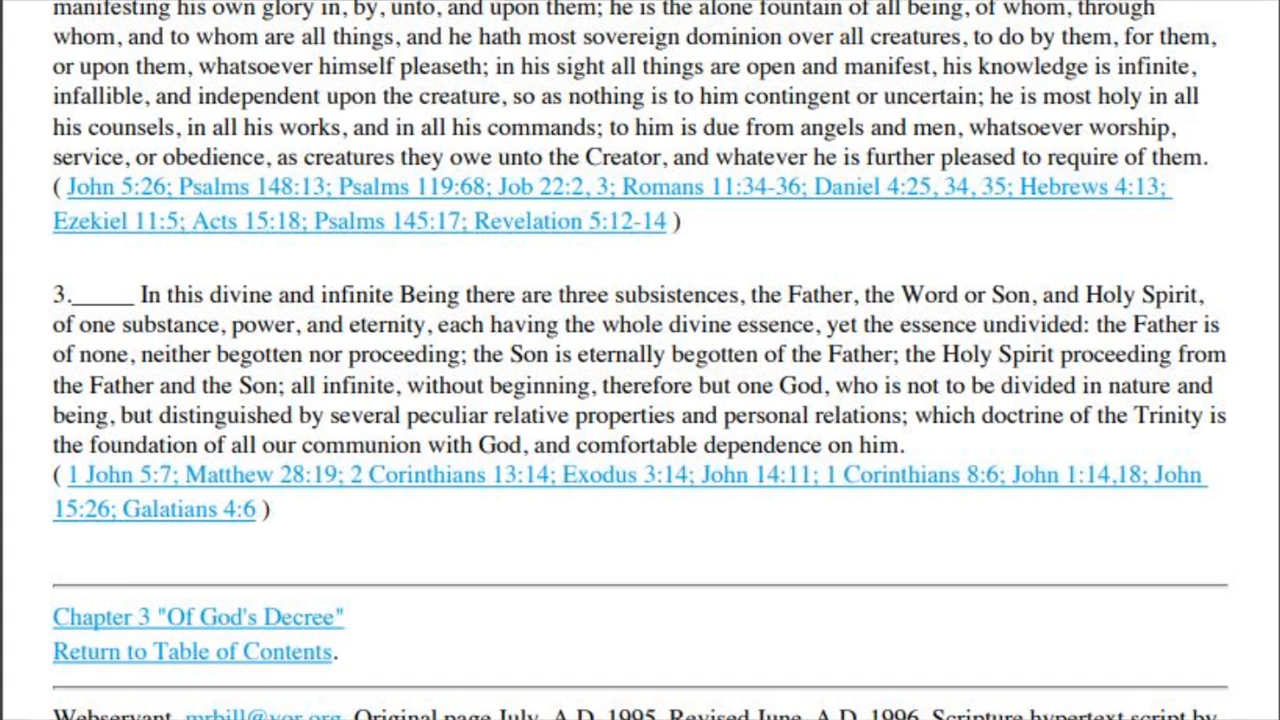 manifesting his own glory in, by, unto, and upon them; he is the alone fountain of all being, of whom, through
whom, and to whom are all things, and he hath most sovereign dominion over all creatures, to do by them, for them,
or upon them, whatsoever himself pleaseth; in his sight all things are open and manifest, his knowledge is infinite,
infallible, and independent upon the creature, so as nothing is to him contingent or uncertain; he is most holy in all
his counsels, in all his works, and in all his commands; to him is due from angels and men, whatsoever worship,
service, or obedience, as creatures they owe unto the Creator, and whatever he is further pleased to require of them.
( John 5:26; Psalms 148:13; Psalms 119:68; Job 22:2, 3; Romans 11:34-36; Daniel 4:25, 34, 35; Hebrews 4:13;
Ezekiel 11:5; Acts 15:18; Psalms 145:17; Revelation 5:12-14 )
3._____ In this divine and infinite Being there are three subsistences, the Father, the Word or Son, and Holy Spirit,
of one substance, power, and eternity, each having the whole divine essence, yet the essence undivided: the Father is
of none, neither begotten nor proceeding; the Son is eternally begotten of the Father; the Holy Spirit proceeding from
the Father and the Son; all infinite, without beginning, therefore but one God, who is not to be divided in nature and
being, but distinguished by several peculiar relative properties and personal relations; which doctrine of the Trinity is
the foundation of all our communion with God, and comfortable dependence on him.
( 1 John 5:7; Matthew 28:19; 2 Corinthians 13:14; Exodus 3:14; John 14:11; 1 Corinthians 8:6; John 1:14,18; John
15:26; Galatians 4:6 )
Chapter 3 "Of God's Decree"
Return to Table of Contents.
Webservant, mrbill@vor.org. Original page July, A.D. 1995. Revised June, A.D. 1996. Scripture hypertext script by